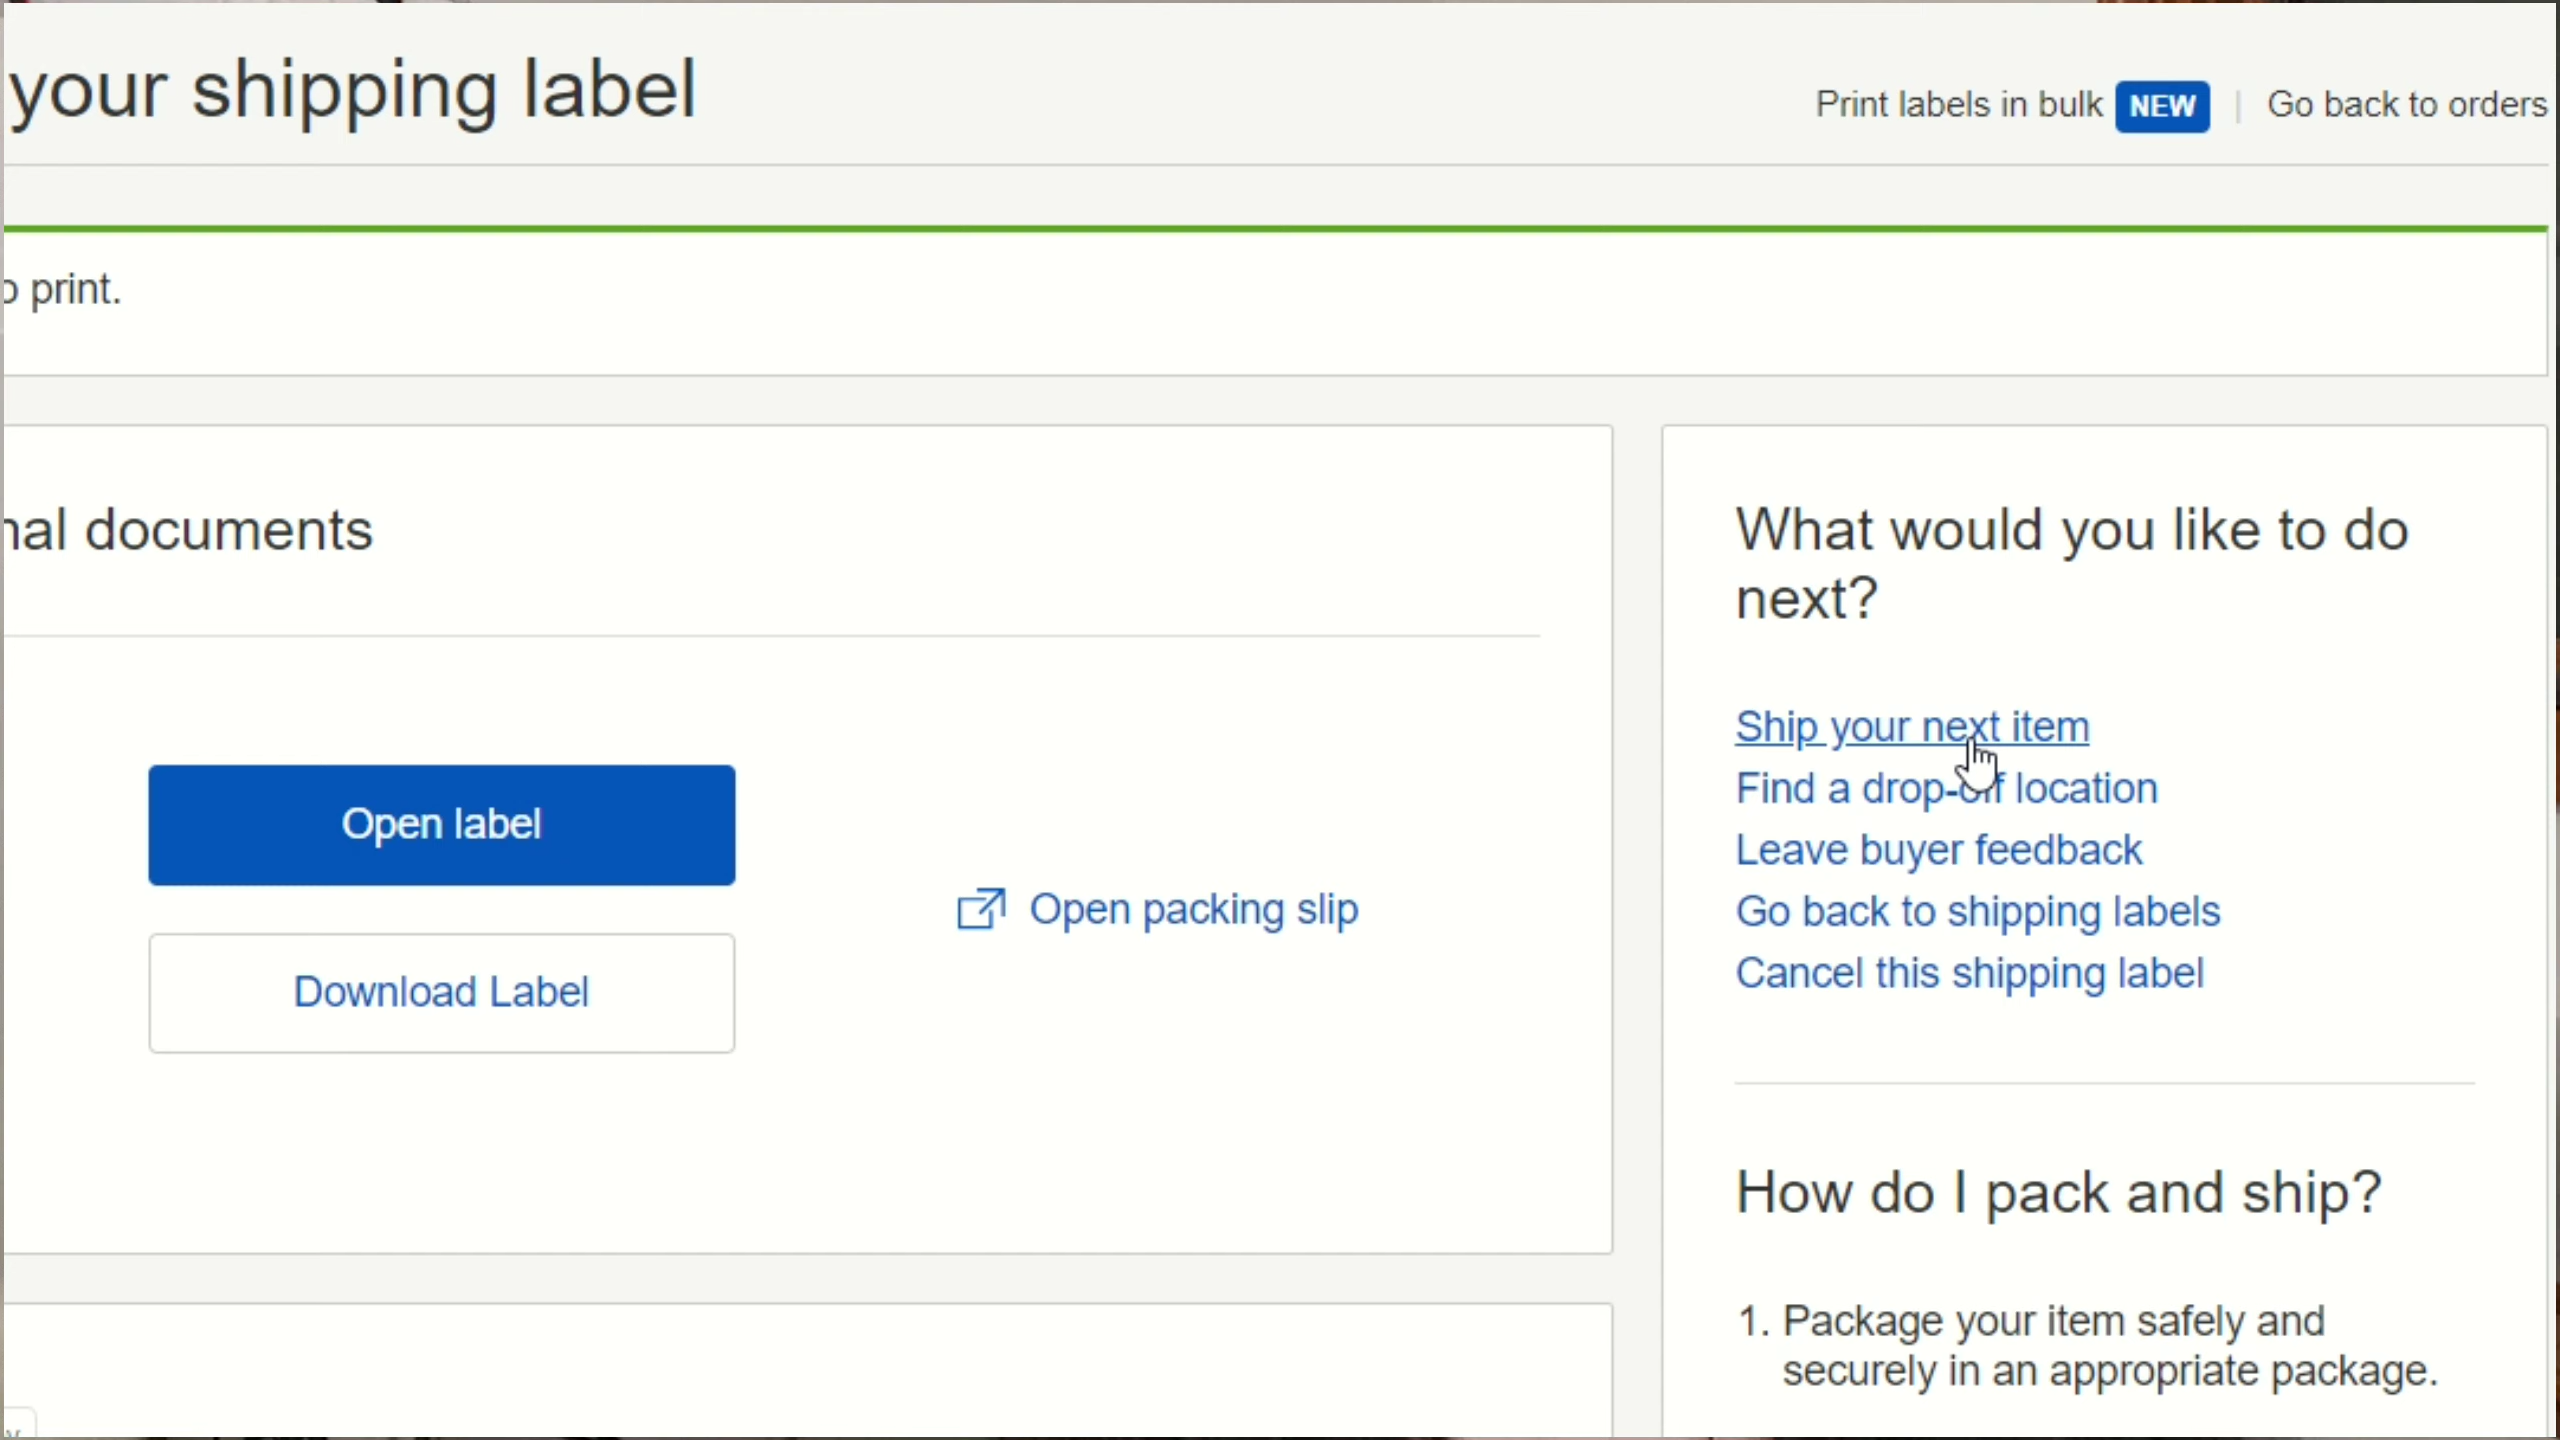 your shipping label
Print labels in bulk NEW | Go back to orders
print.
documents
What would you like to do
next?
Ship your next item
Find a drop-off location
Leave buyer feedback
Go back to shipping labels
Cancel this shipping label
Open label
Open packing slip
Download Label
How do I pack and ship?
1. Package your item safely and
securely in an appropriate package.